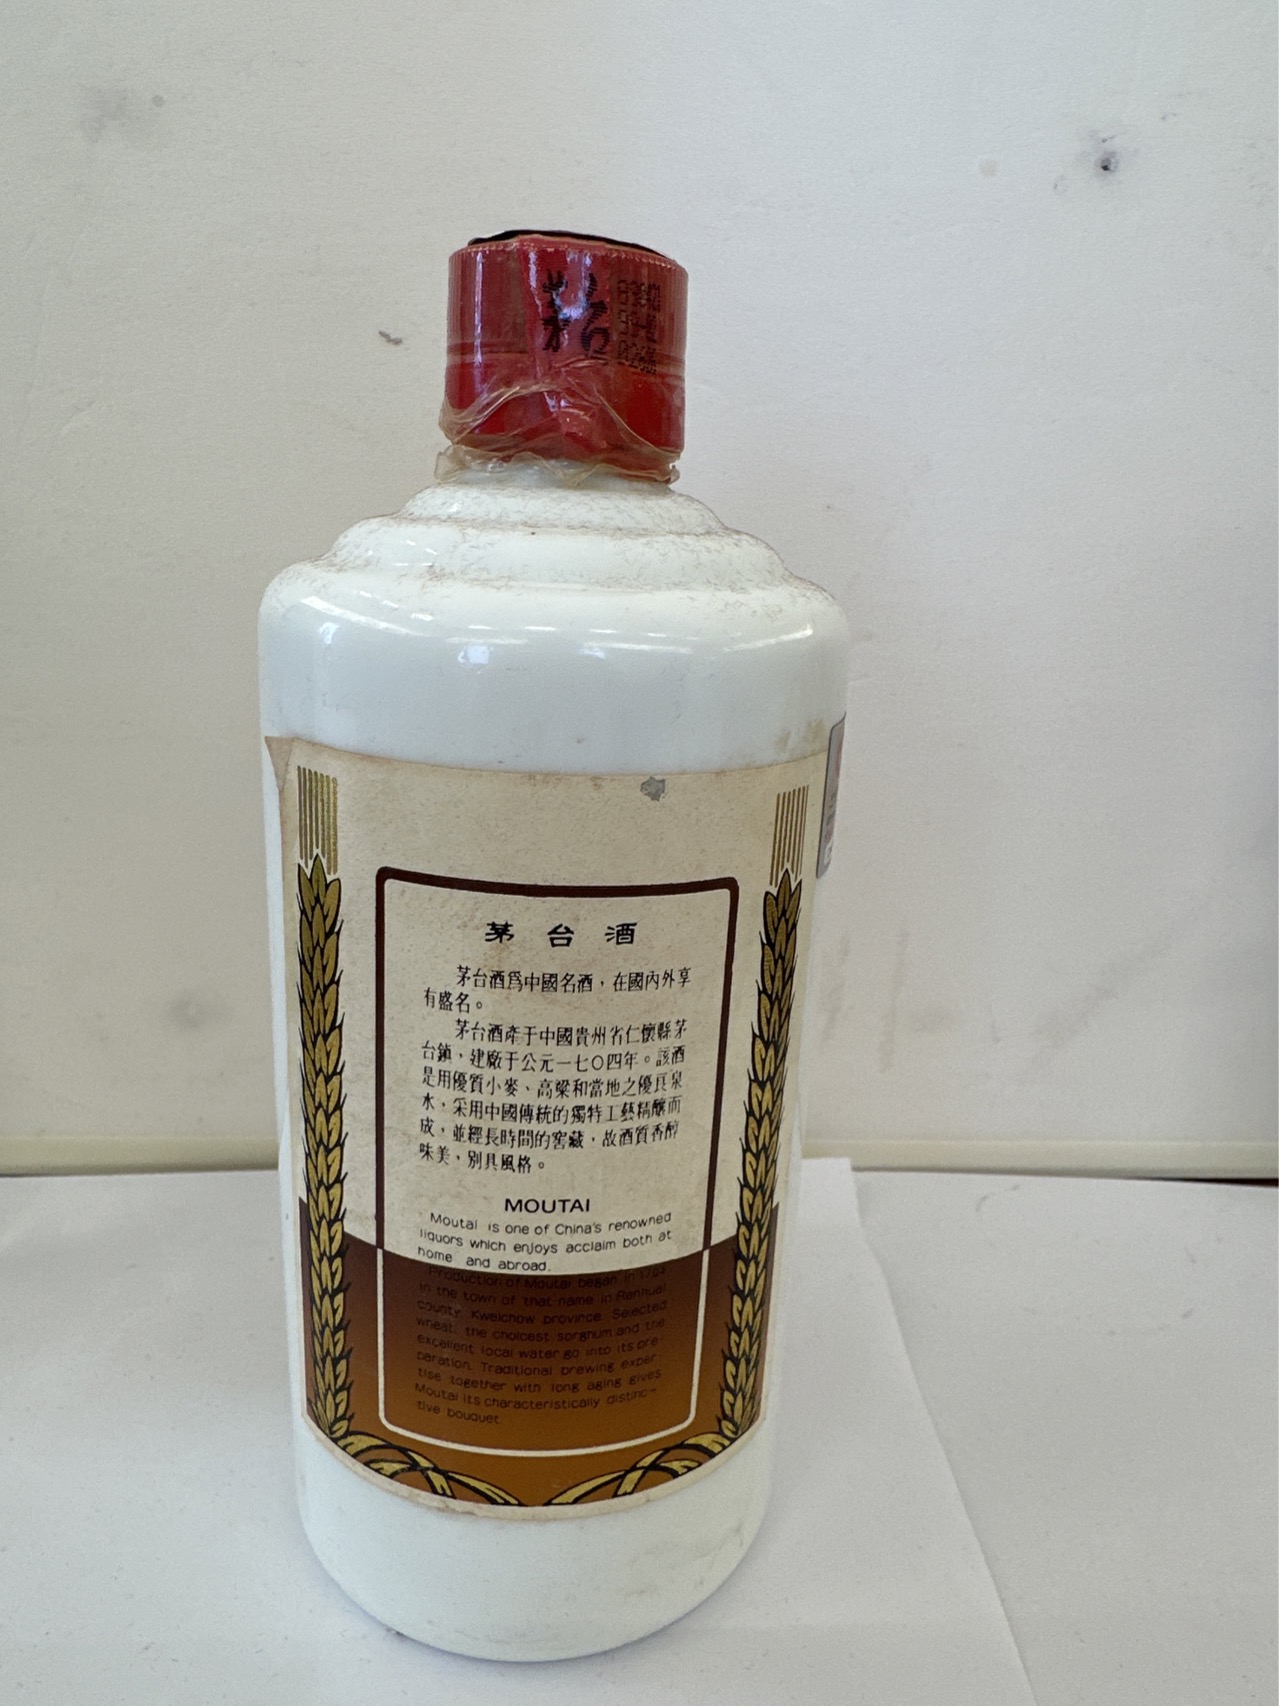 茅台
茅台酒
茅台酒爲中國名酒，在國內外享
有盛名。
茅台酒產于中國貴州省仁懷縣茅
台鎮，建廠于公元一七〇四年。該酒
是用優質小麥、高粱和當地之優良泉
水，采用中國傳統的獨特工藝精釀而
成，並經長時間的窖藏，故酒質香醇
味美，別具風格。
MOUTAI
Moutai is one of China's renowned
liquors which enjoys acclaim both at
home and abroad.
Production of Moutai began in 1704
in the town of that name in Renhuai
county, Kweichow province. Selected
wheat, the choicest sorghum and the
excellent local water go into its pre-
paration. Traditional brewing exper-
tise together with long aging gives
Moutai its characteristically distinc-
tive bouquet